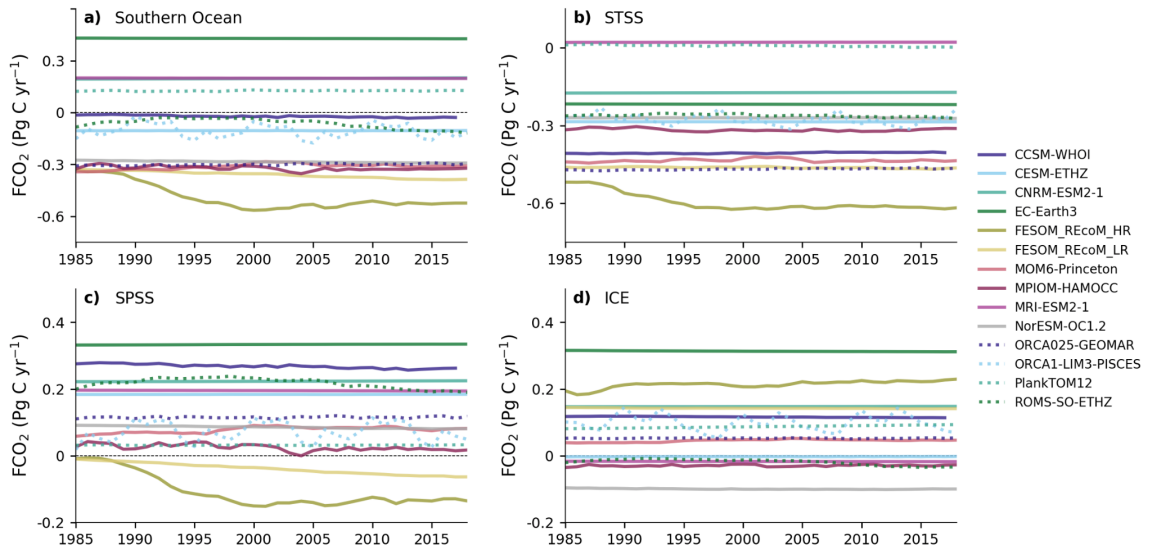 a) Southern Ocean
FCO₂ (Pg C yr⁻¹)
0.3
0
-0.3
-0.6
1985 1990 1995 2000 2005 2010 2015
b) STSS
FCO₂ (Pg C yr⁻¹)
-0
-0.3
-0.6
1985 1990 1995 2000 2005 2010 2015
c) SPSS
FCO₂ (Pg C yr⁻¹)
0.4
0.2
0
-0.2
1985 1990 1995 2000 2005 2010 2015
d) ICE
FCO₂ (Pg C yr⁻¹)
0.4
0.2
0
-0.2
1985 1990 1995 2000 2005 2010 2015
CCSM-WHOI
CESM-ETHZ
CNRM-ESM2-1
EC-Earth3
FESOM_REcoM_HR
FESOM_REcoM_LR
MOM6-Princeton
MPIOM-HAMOCC
MRI-ESM2-1
NorESM-OC1.2
ORCA025-GEOMAR
ORCA1-LIM3-PISCES
PlankTOM12
ROMS-SO-ETHZ